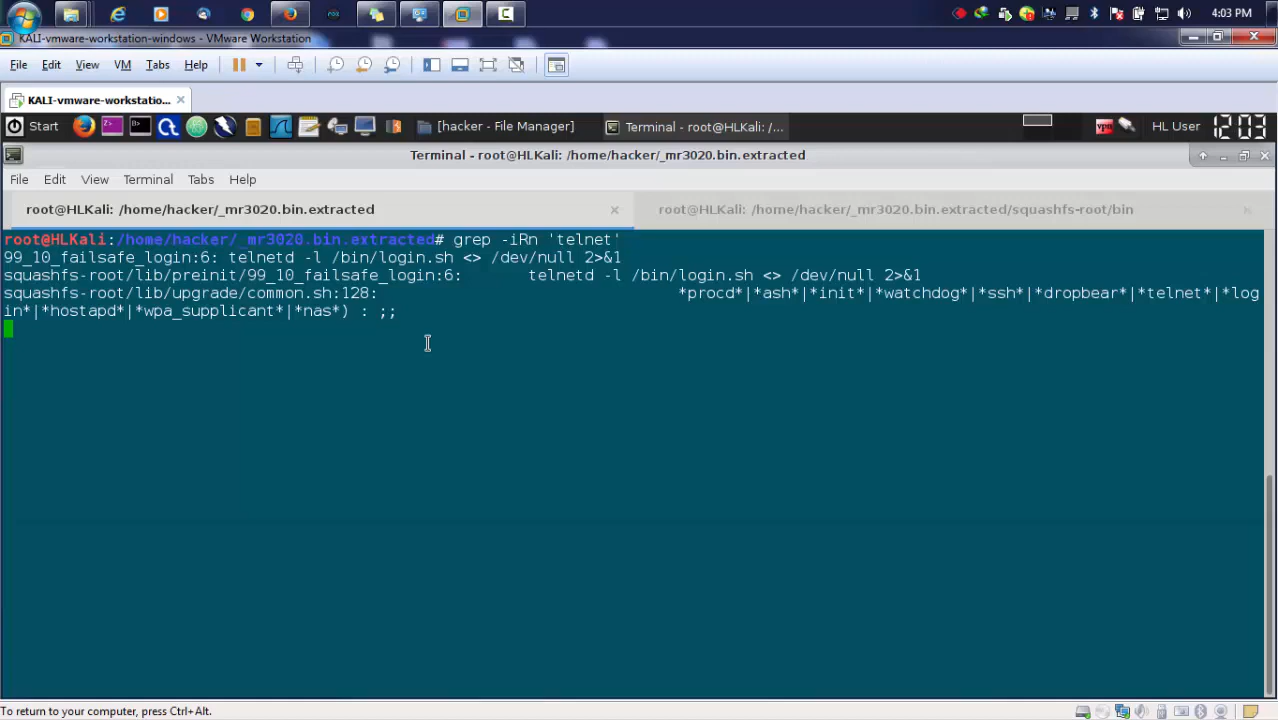 4:03 PM
KALI-vmware-workstation-windows - VMware Workstation
File Edit View VM Tabs Help
KALI-vmware-workstatio...
Start [hacker - File Manager] Terminal - root@HLKali: /... HL User 12:03
Terminal - root@HLKali: /home/hacker/_mr3020.bin.extracted
File Edit View Terminal Tabs Help
root@HLKali: /home/hacker/_mr3020.bin.extracted root@HLKali: /home/hacker/_mr3020.bin.extracted/squashfs-root/bin
root@HLKali:/home/hacker/_mr3020.bin.extracted# grep -iRn 'telnet'
99_10_failsafe_login:6: telnetd -l /bin/login.sh <> /dev/null 2>&1
squashfs-root/lib/preinit/99_10_failsafe_login:6: telnetd -l /bin/login.sh <> /dev/null 2>&1
squashfs-root/lib/upgrade/common.sh:128: *procd*|*ash*|*init*|*watchdog*|*ssh*|*dropbear*|*telnet*|*log
in*|*hostapd*|*wpa_supplicant*|*nas*) : ;;
To return to your computer, press Ctrl+Alt.